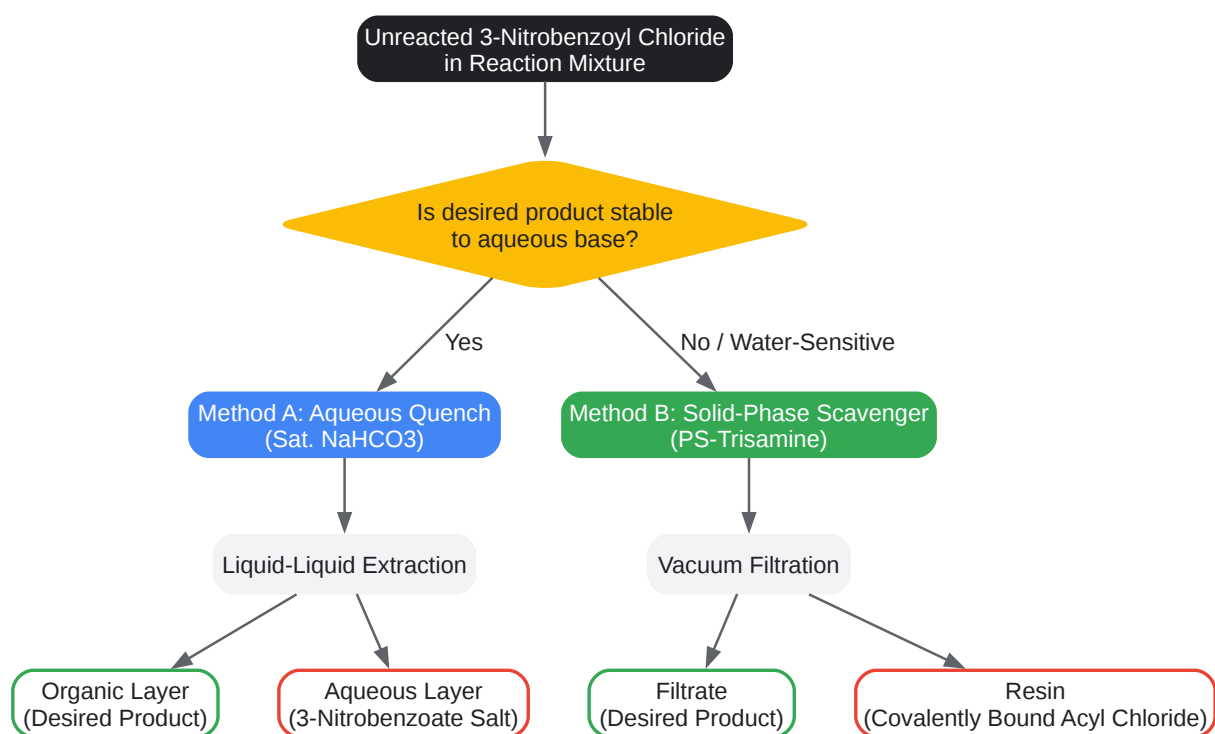 Unreacted 3-Nitrobenzoyl Chloride
in Reaction Mixture
Is desired product stable
to aqueous base?
Yes
No / Water-Sensitive
Method A: Aqueous Quench
(Sat. NaHCO3)
Method B: Solid-Phase Scavenger
(PS-Trisamine)
Liquid-Liquid Extraction
Vacuum Filtration
Organic Layer
(Desired Product)
Aqueous Layer
(3-Nitrobenzoate Salt)
Filtrate
(Desired Product)
Resin
(Covalently Bound Acyl Chloride)